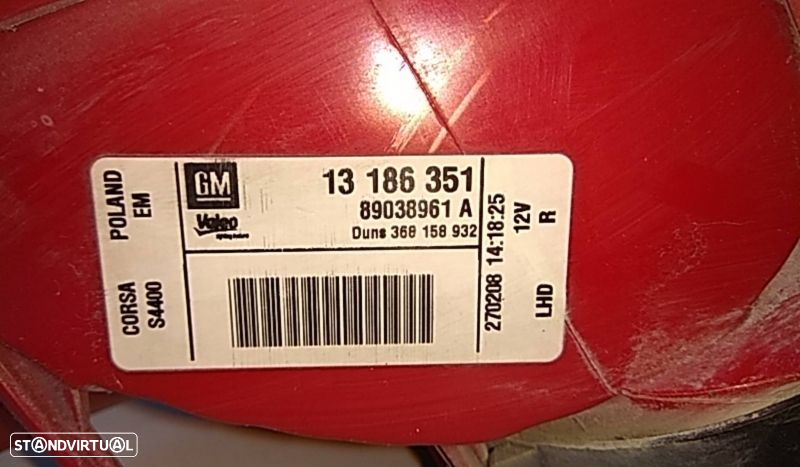 POLAND
EM
CORSA
S4400
GM
Valeo
13 186 351
89038961 A
Duns 368 158 932
270208 14:18:25
12V
R
LHD
STANDVIRTUAL